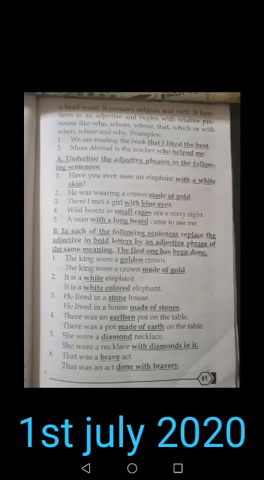 a head word. It contains subjects and verb. It func-
tions as an adjective and begins with relative pro-
nouns like who, whom, whose, that, which or with
when, where and why. Examples:
1. We are reading the book that I liked the best.
2. Musa Ahmad is the teacher who helped me.
A. Underline the adjective phrases in the follow-
ing sentences:
1. Have you ever seen an elephant with a white
skin?
2. He was wearing a crown made of gold.
3. There I met a girl with blue eyes.
4. Wild beasts in small cages are a sorry sight.
5. A man with a long beard came to see me.
B. In each of the following sentences replace the
adjective in bold letters by an adjective phrase of
the same meaning. The first one has been done.
1. The king wore a golden crown.
The king wore a crown made of gold.
2. It is a white elephant.
It is a white colored elephant.
3. He lived in a stone house.
He lived in a house made of stones.
4. There was an earthen pot on the table.
There was a pot made of earth on the table.
5. She wore a diamond necklace.
She wore a necklace with diamonds in it.
6. That was a brave act.
That was an act done with bravery.
91
1st july 2020